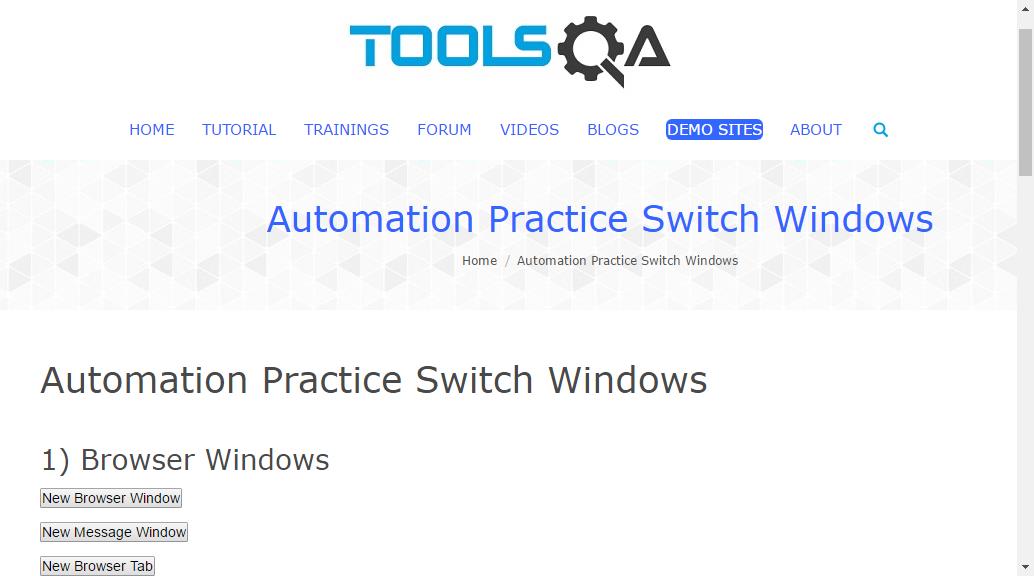 TOOLSQA
HOME TUTORIAL TRAININGS FORUM VIDEOS BLOGS DEMO SITES ABOUT
Automation Practice Switch Windows
Home / Automation Practice Switch Windows
Automation Practice Switch Windows
1) Browser Windows
New Browser Window
New Message Window
New Browser Tab